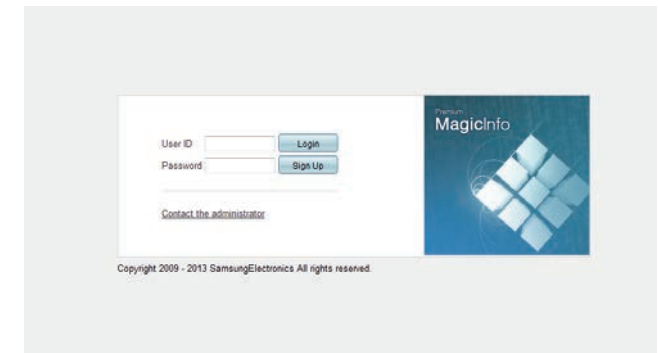 Premium
MagicInfo
User ID
Login
Password
Sign Up
Contact the administrator
Copyright 2009 - 2013 SamsungElectronics All rights reserved.